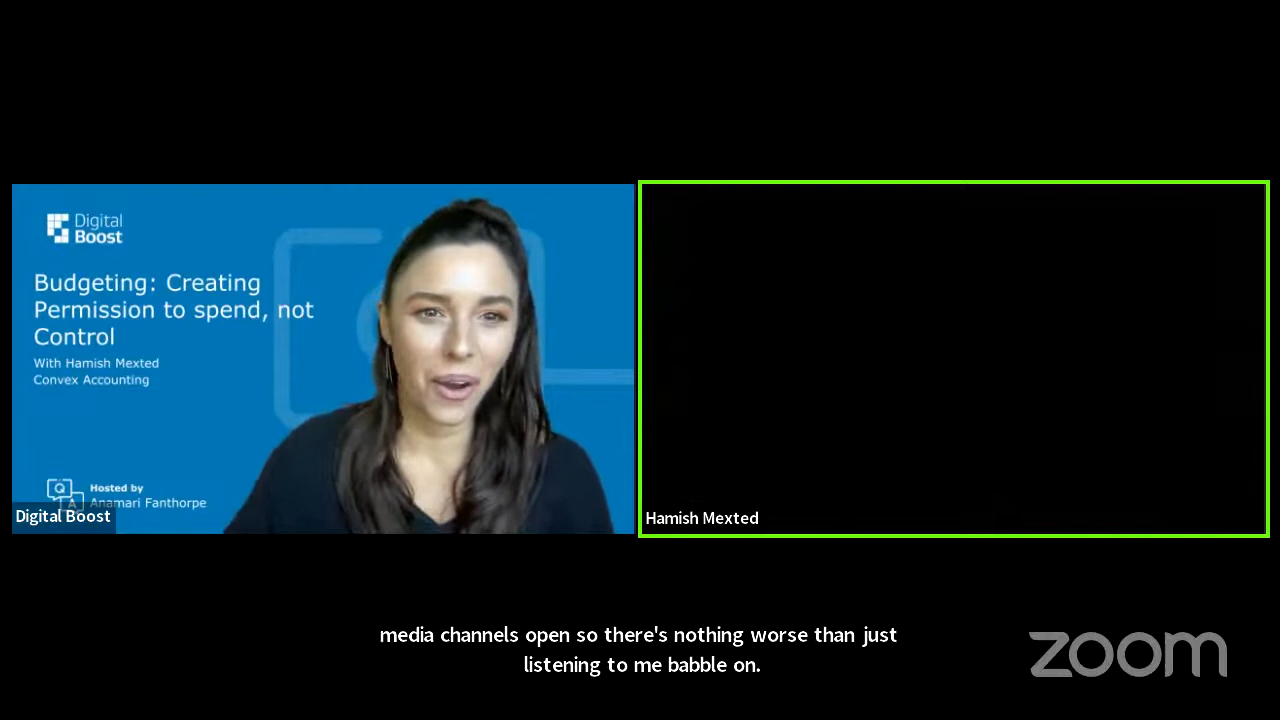 Digital
Boost
Budgeting: Creating
Permission to spend, not
Control
With Hamish Mexted
Convex Accounting
Q
A
Hosted by
Anamari Fanthorpe
Digital Boost
Hamish Mexted
media channels open so there's nothing worse than just
listening to me babble on.
zoom